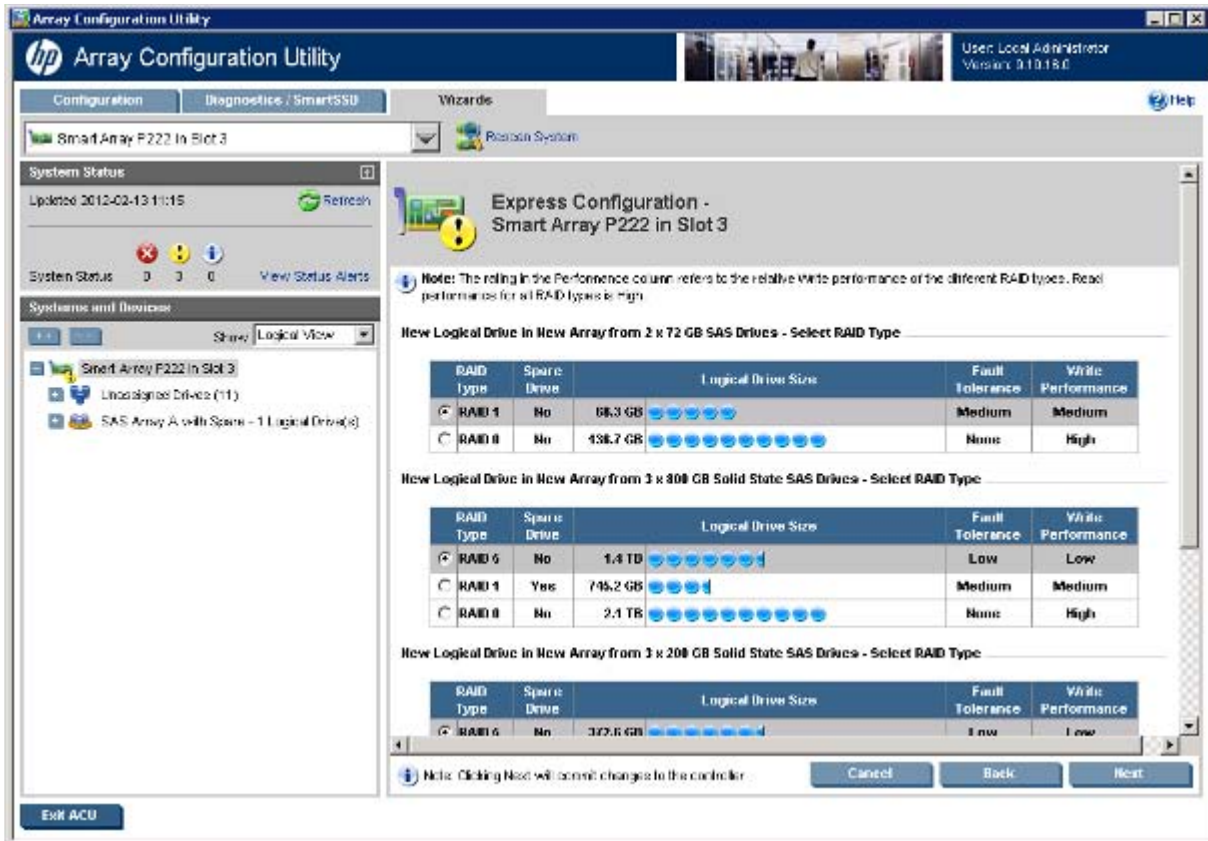 Array Configuration Utility
hp Array Configuration Utility
User: Local Administrator
Version: 9.10.18.0
Configuration
Diagnostics / SmartSSD
Wizards
Help
Smart Array P222 in Slot 3
Rescan System
System Status
Updated 2012-02-13 11:15
Refresh
System Status 0 3 0 View Status Alerts
Systems and Devices
Show Logical View
Smart Array P222 in Slot 3
Unassigned Drives (11)
SAS Array A with Spare - 1 Logical Drive(s)
Express Configuration -
Smart Array P222 in Slot 3
Note: The rating in the Performance column refers to the relative Write performance of the different RAID types. Read
performance for all RAID types is High
New Logical Drive in New Array from 2 x 72 GB SAS Drives - Select RAID Type
RAID Type Spare Drive Logical Drive Size Fault Tolerance Write Performance
RAID 1 No 68.3 GB Medium Medium
RAID 0 No 136.7 GB None High
New Logical Drive in New Array from 3 x 800 GB Solid State SAS Drives - Select RAID Type
RAID Type Spare Drive Logical Drive Size Fault Tolerance Write Performance
RAID 5 No 1.4 TB Low Low
RAID 1 Yes 745.2 GB Medium Medium
RAID 0 No 2.1 TB None High
New Logical Drive in New Array from 3 x 200 GB Solid State SAS Drives - Select RAID Type
RAID Type Spare Drive Logical Drive Size Fault Tolerance Write Performance
RAID 5 No 372.6 GB Low Low
Note: Clicking Next will commit changes to the controller
Cancel
Back
Next
Exit ACU